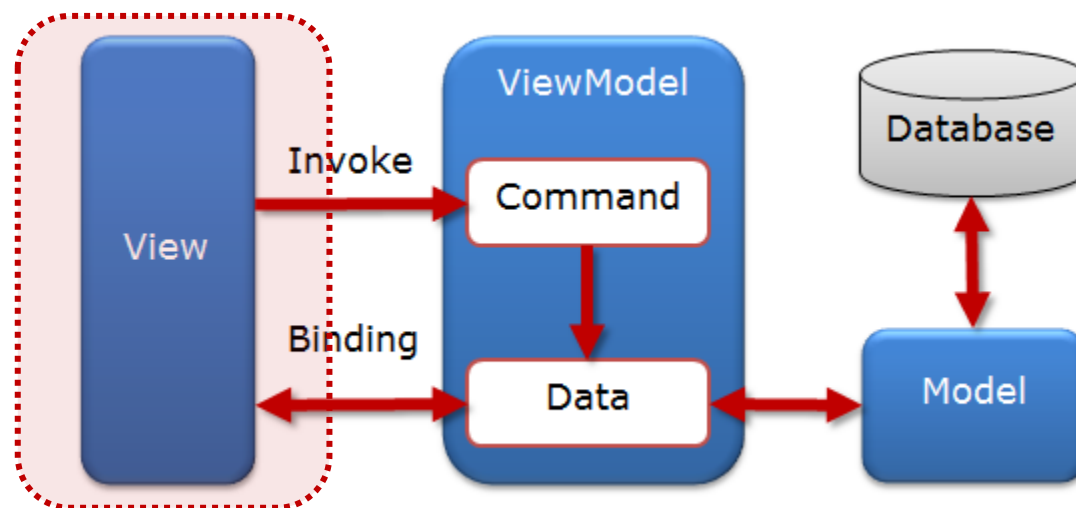 ViewModel
Database
Invoke
Command
View
Binding
Data
Model